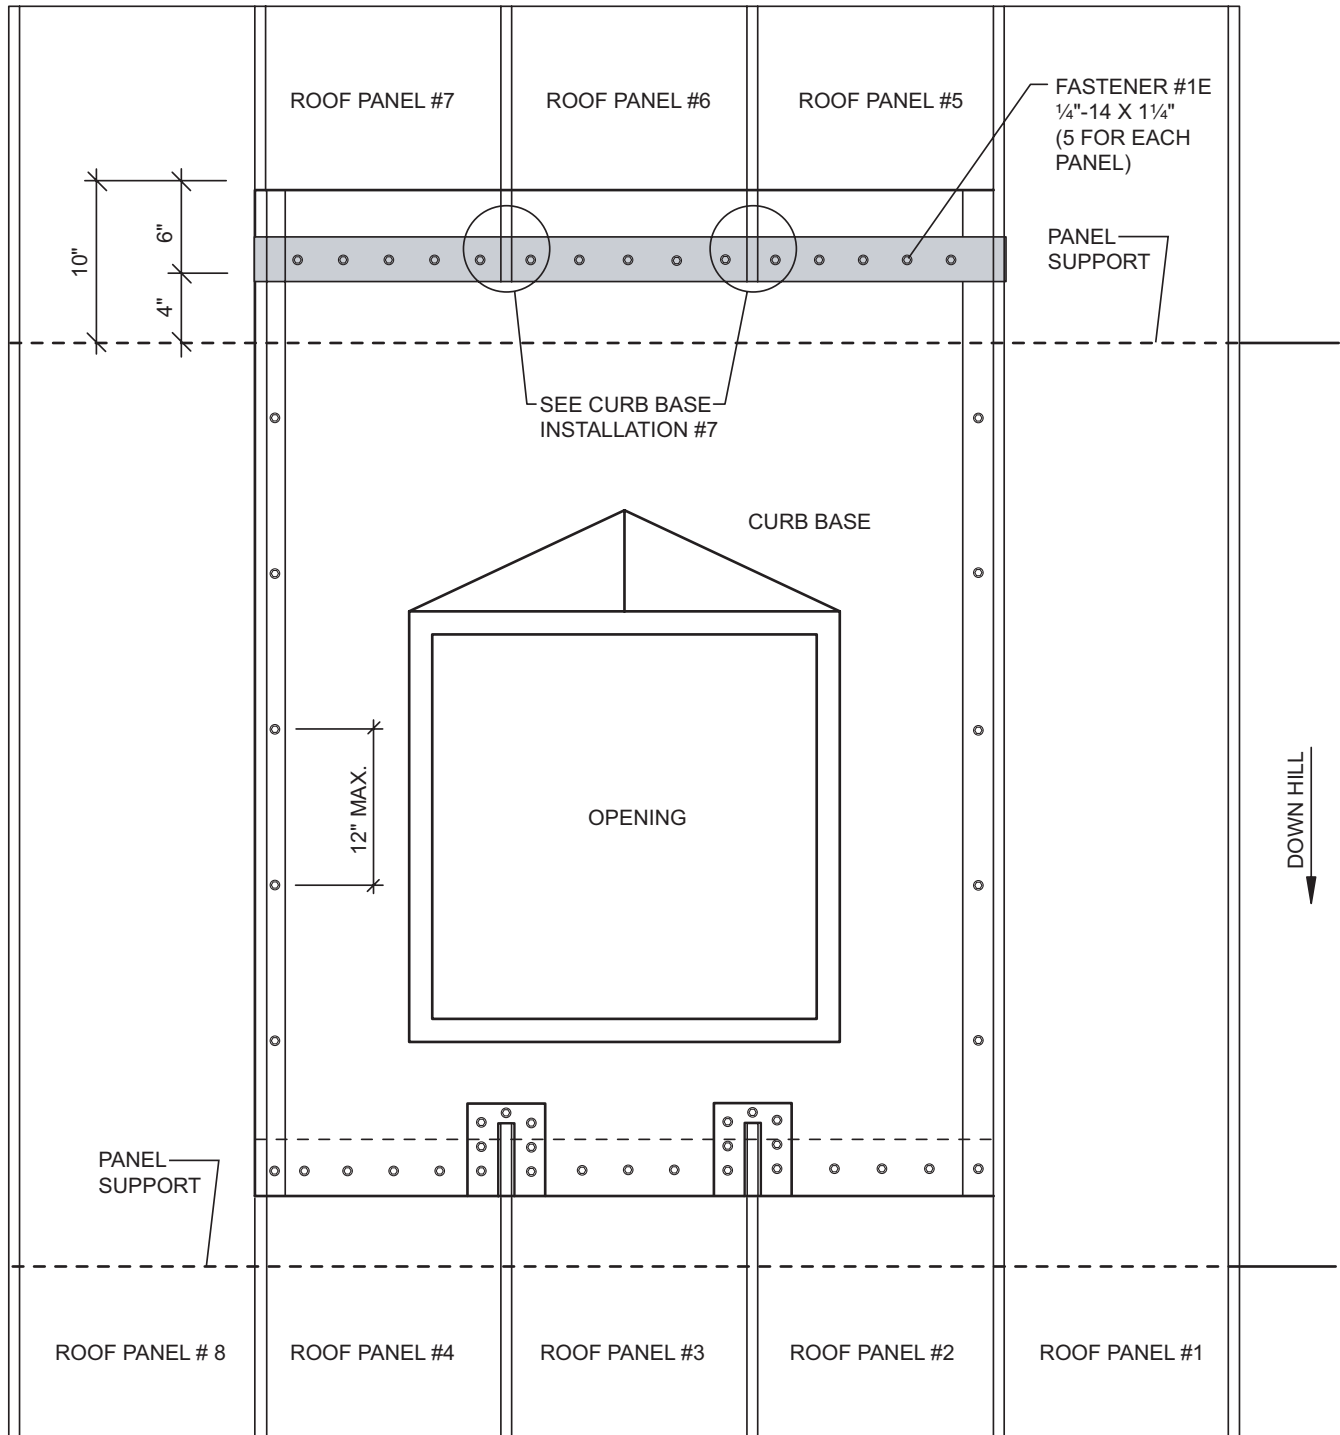 ROOF PANEL #7
ROOF PANEL #6
ROOF PANEL #5
FASTENER #1E
¼"-14 X 1¼"
(5 FOR EACH
PANEL)
10"
6"
4"
PANEL
SUPPORT
SEE CURB BASE
INSTALLATION #7
CURB BASE
12" MAX.
OPENING
DOWN HILL
PANEL
SUPPORT
ROOF PANEL # 8
ROOF PANEL #4
ROOF PANEL #3
ROOF PANEL #2
ROOF PANEL #1